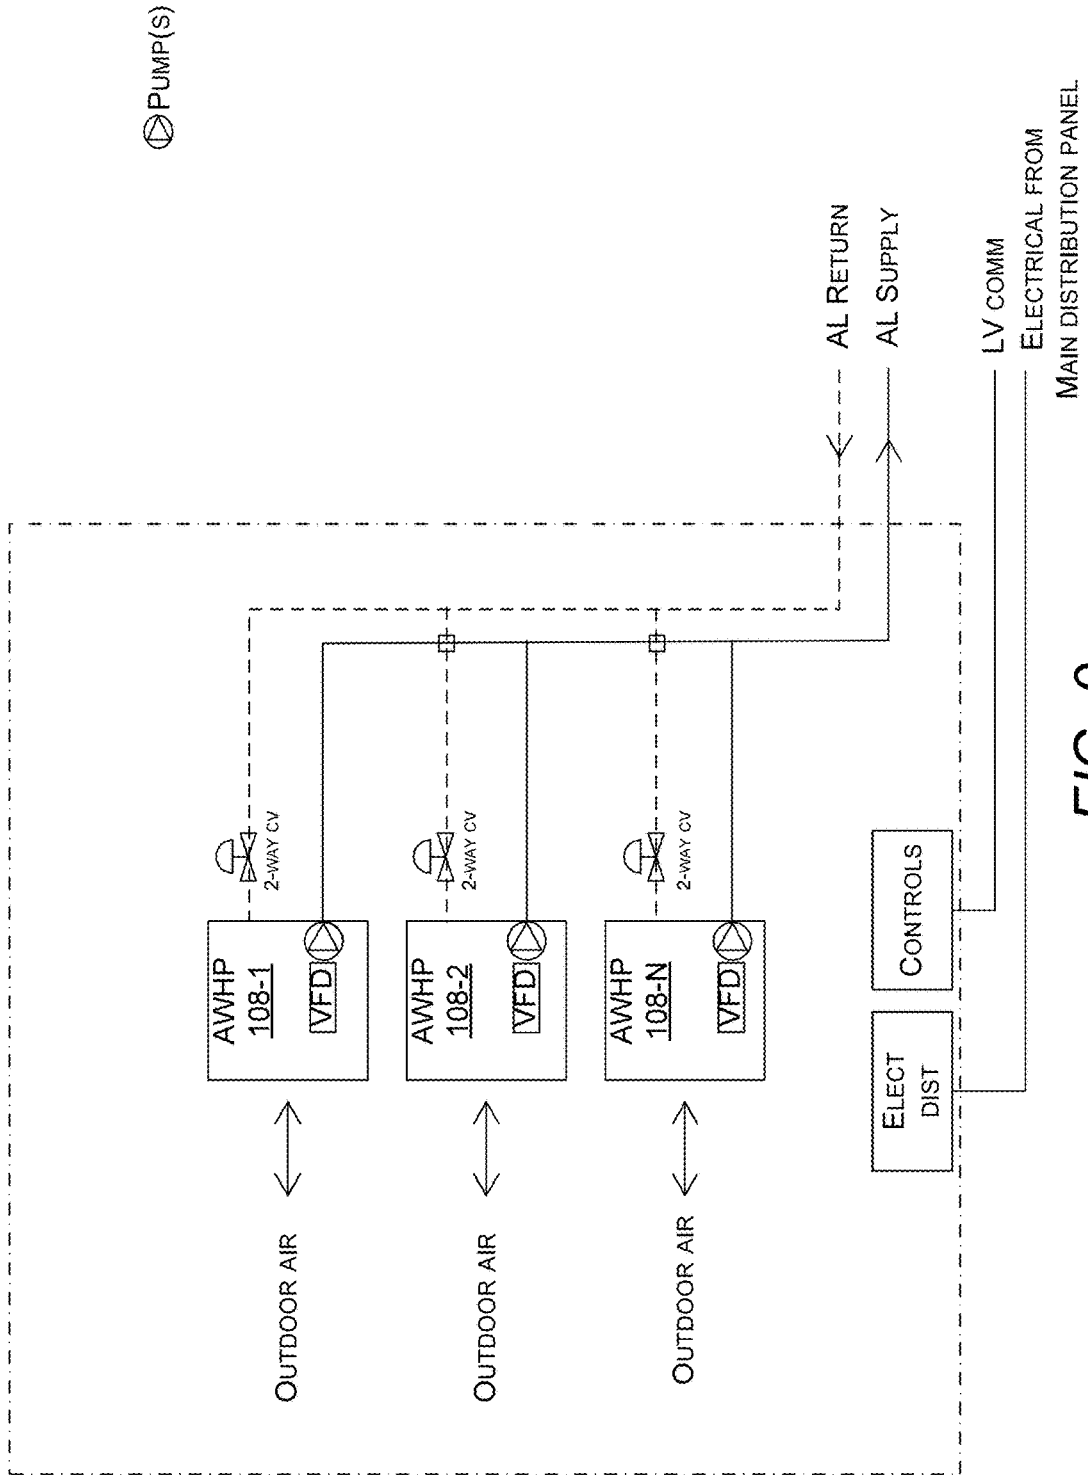 PUMP(S)
AWHP
108-1
2-WAY CV
OUTDOOR AIR
VFD
AWHP
108-2
2-WAY CV
OUTDOOR AIR
VFD
AWHP
108-N
2-WAY CV
OUTDOOR AIR
VFD
AL RETURN
AL SUPPLY
ELECT
DIST
CONTROLS
LV COMM
ELECTRICAL FROM
MAIN DISTRIBUTION PANEL
FIG.